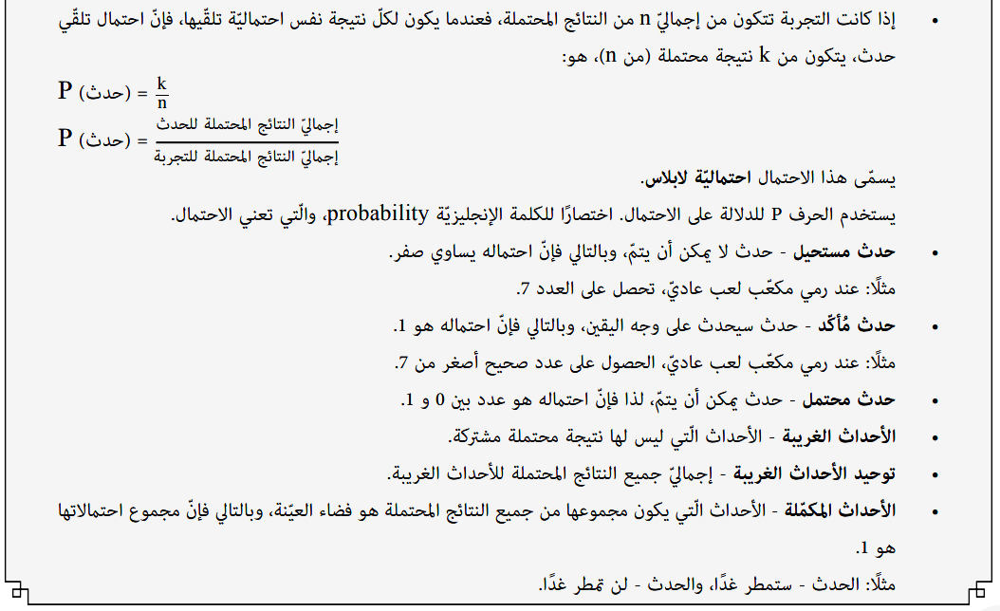 • إذا كانت التجربة تتكون من إجماليّ n من النتائج المحتملة، فعندما يكون لكلّ نتيجة نفس احتماليّة تلقّيها، فإنّ احتمال تلقّي
حدث، يتكون من k نتيجة محتملة (من n)، هو:
P (حدث) = k/n
P (حدث) = إجماليّ النتائج المحتملة للحدث / إجماليّ النتائج المحتملة للتجربة
يسمّى هذا الاحتمال احتماليّة لابلاس.
يستخدم الحرف P للدلالة على الاحتمال. اختصارًا للكلمة الإنجليزيّة probability، والّتي تعني الاحتمال.
• حدث مستحيل - حدث لا يمكن أن يتمّ، وبالتالي فإنّ احتماله يساوي صفر.
مثلًا: عند رمي مكعّب لعب عاديّ، تحصل على العدد 7.
• حدث مُأكّد - حدث سيحدث على وجه اليقين، وبالتالي فإنّ احتماله هو 1.
مثلًا: عند رمي مكعّب لعب عاديّ، الحصول على عدد صحيح أصغر من 7.
• حدث محتمل - حدث يمكن أن يتمّ، لذا فإنّ احتماله هو عدد بين 0 و 1.
• الأحداث الغريبة - الأحداث الّتي ليس لها نتيجة محتملة مشتركة.
• توحيد الأحداث الغريبة - إجماليّ جميع النتائج المحتملة للأحداث الغريبة.
• الأحداث المكمّلة - الأحداث الّتي يكون مجموعها من جميع النتائج المحتملة هو فضاء العيّنة، وبالتالي فإنّ مجموع احتمالاتها
هو 1.
مثلًا: الحدث - ستمطر غدًا، والحدث - لن تمطر غدًا.